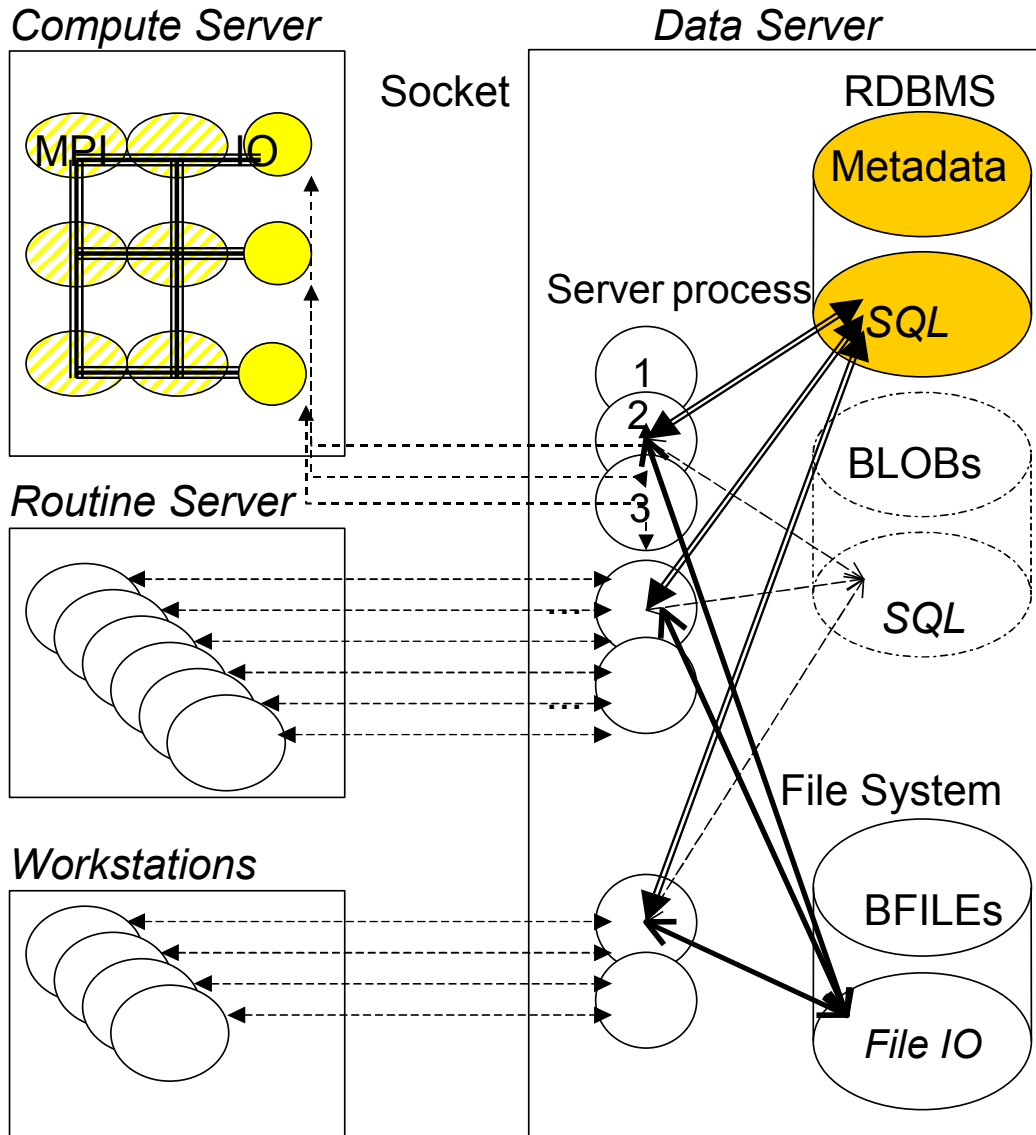 Compute Server
Data Server
Socket
RDBMS
MPI IO
Metadata
Server process
SQL
1
2
3
BLOBs
SQL
Routine Server
...
...
File System
Workstations
BFILEs
File IO